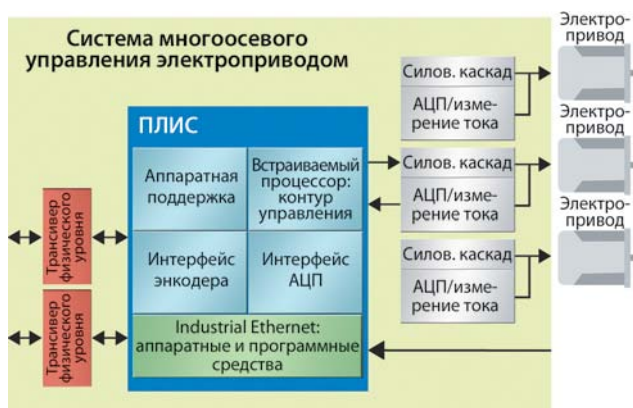 Система многоосевого
управления электроприводом
ПЛИС
Аппаратная
поддержка
Встраиваемый
процессор:
контур
управления
Интерфейс
энкодера
Интерфейс
АЦП
Industrial Ethernet:
аппаратные и программные
средства
Трансивер
физического
уровня
Трансивер
физического
уровня
Силов. каскад
АЦП/изме-
рение тока
Силов. каскад
АЦП/изме-
рение тока
Силов. каскад
АЦП/изме-
рение тока
Электро-
привод
Электро-
привод
Электро-
привод